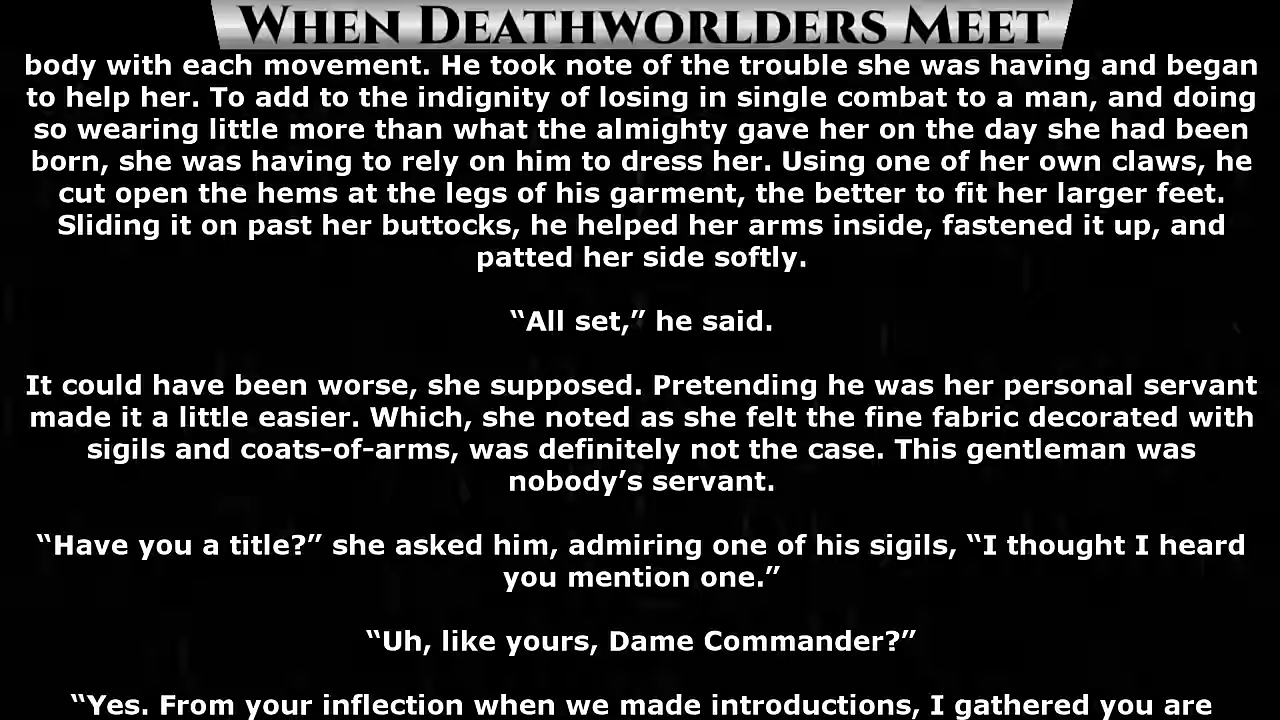 WHEN DEATHWORLDERS MEET
body with each movement. He took note of the trouble she was having and began
to help her. To add to the indignity of losing in single combat to a man, and doing
so wearing little more than what the almighty gave her on the day she had been
born, she was having to rely on him to dress her. Using one of her own claws, he
cut open the hems at the legs of his garment, the better to fit her larger feet.
Sliding it on past her buttocks, he helped her arms inside, fastened it up, and
patted her side softly.
“All set,” he said.
It could have been worse, she supposed. Pretending he was her personal servant
made it a little easier. Which, she noted as she felt the fine fabric decorated with
sigils and coats-of-arms, was definitely not the case. This gentleman was
nobody’s servant.
“Have you a title?” she asked him, admiring one of his sigils, “I thought I heard
you mention one.”
“Uh, like yours, Dame Commander?”
“Yes. From your inflection when we made introductions, I gathered you are